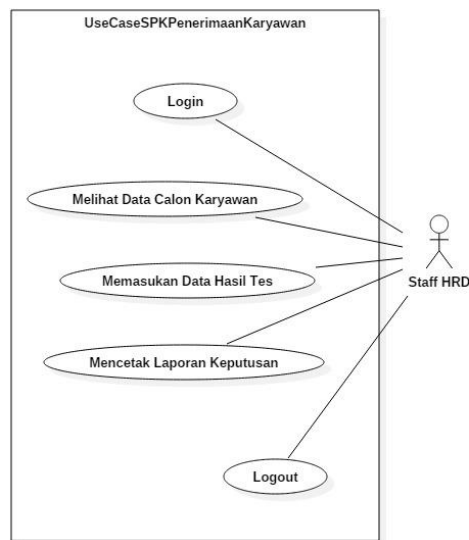 UseCaseSPKPenerimaanKaryawan
Login
Melihat Data Calon Karyawan
Memasukan Data Hasil Tes
Staff HRD
Mencetak Laporan Keputusan
Logout